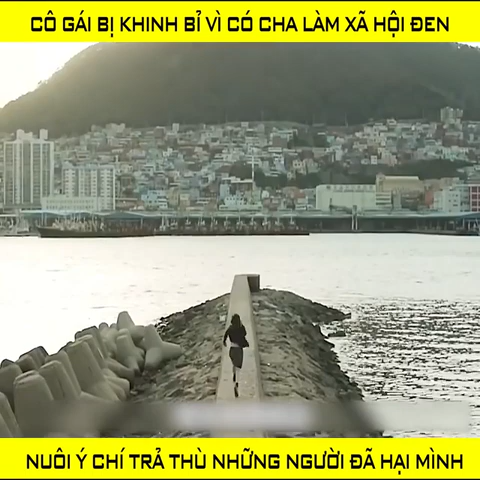 CÔ GÁI BỊ KHINH BỈ VÌ CÓ CHA LÀM XÃ HỘI ĐEN
NUÔI Ý CHÍ TRẢ THÙ NHỮNG NGƯỜI ĐÃ HẠI MÌNH